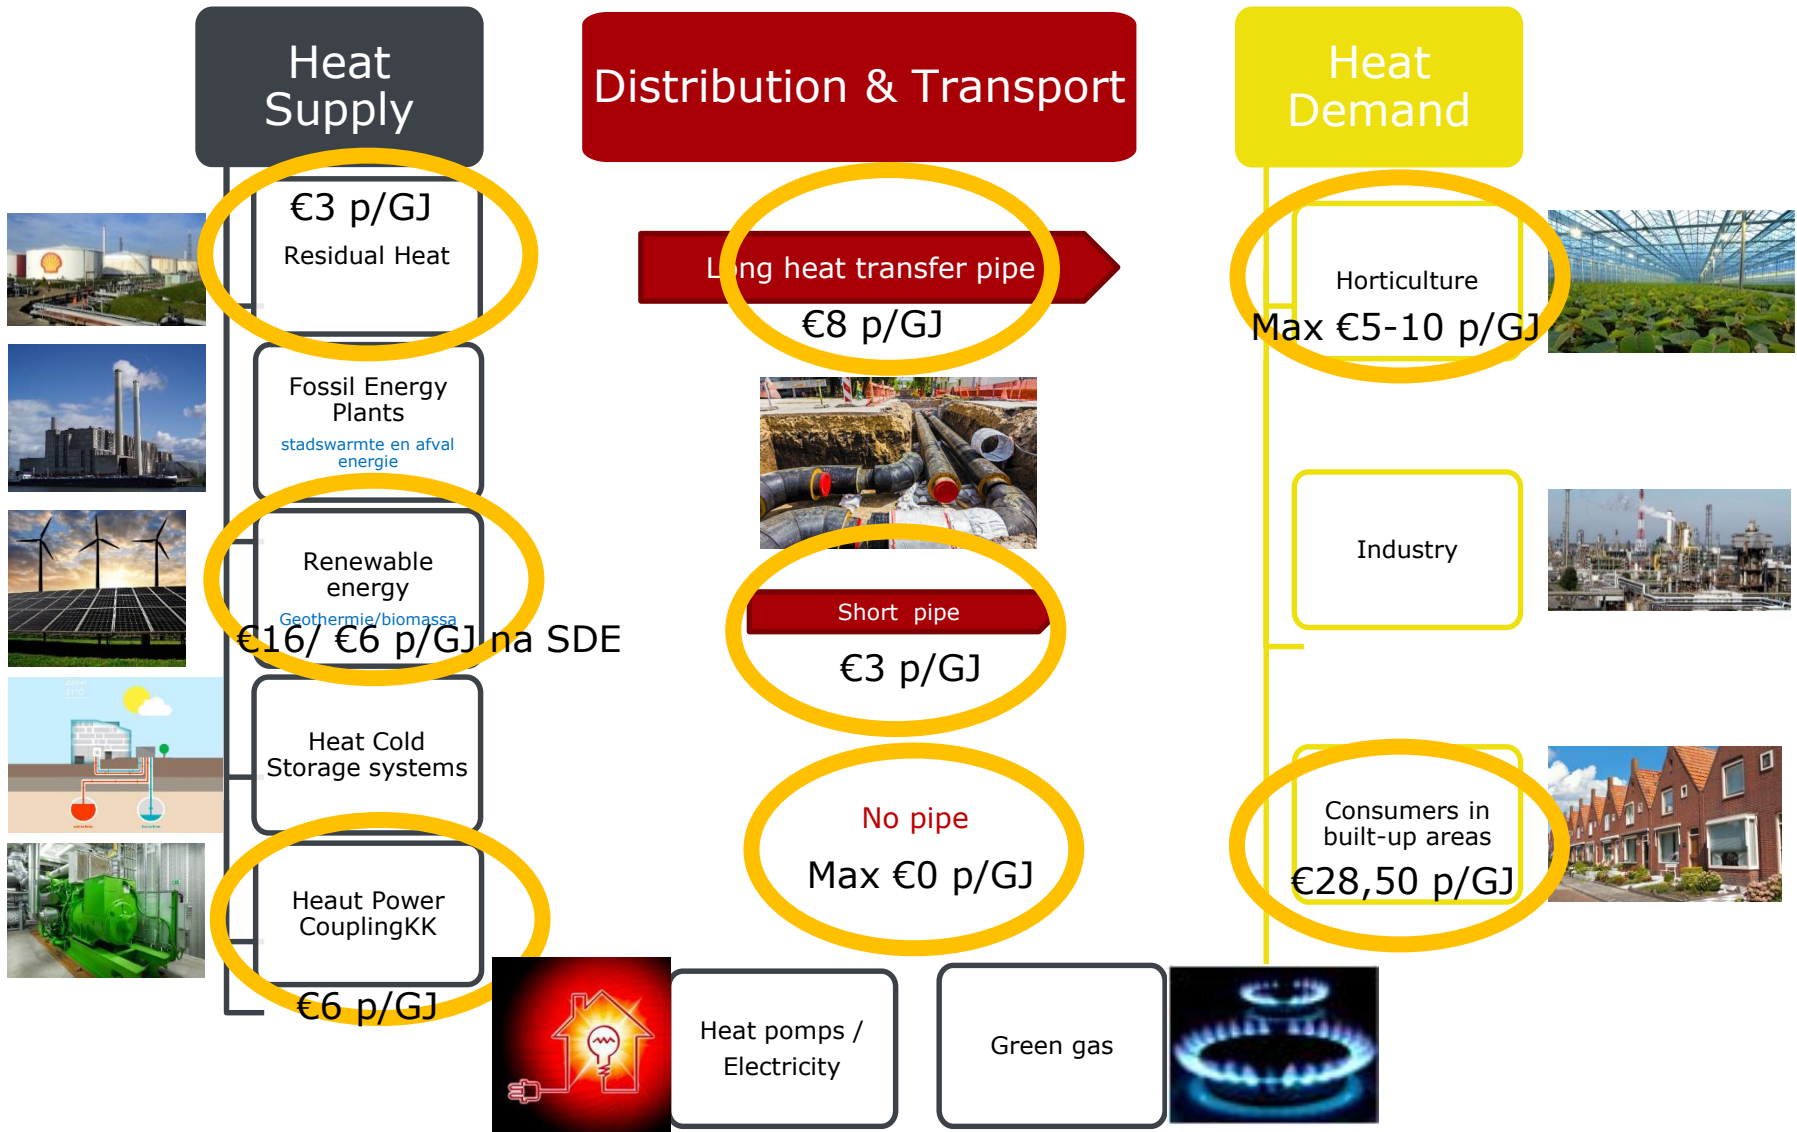 Heat
Supply
Distribution & Transport
Heat
Demand
€3 p/GJ
Residual Heat
Fossil Energy
Plants
stadswarmte en afval
energie
Renewable
energy
Geothermie/biomassa
€16/ €6 p/GJ na SDE
Heat Cold
Storage systems
Heaut Power
CouplingKK
€6 p/GJ
Long heat transfer pipe
€8 p/GJ
Short pipe
€3 p/GJ
No pipe
Max €0 p/GJ
Horticulture
Max €5-10 p/GJ
Industry
Consumers in
built-up areas
€28,50 p/GJ
Heat pomps /
Electricity
Green gas